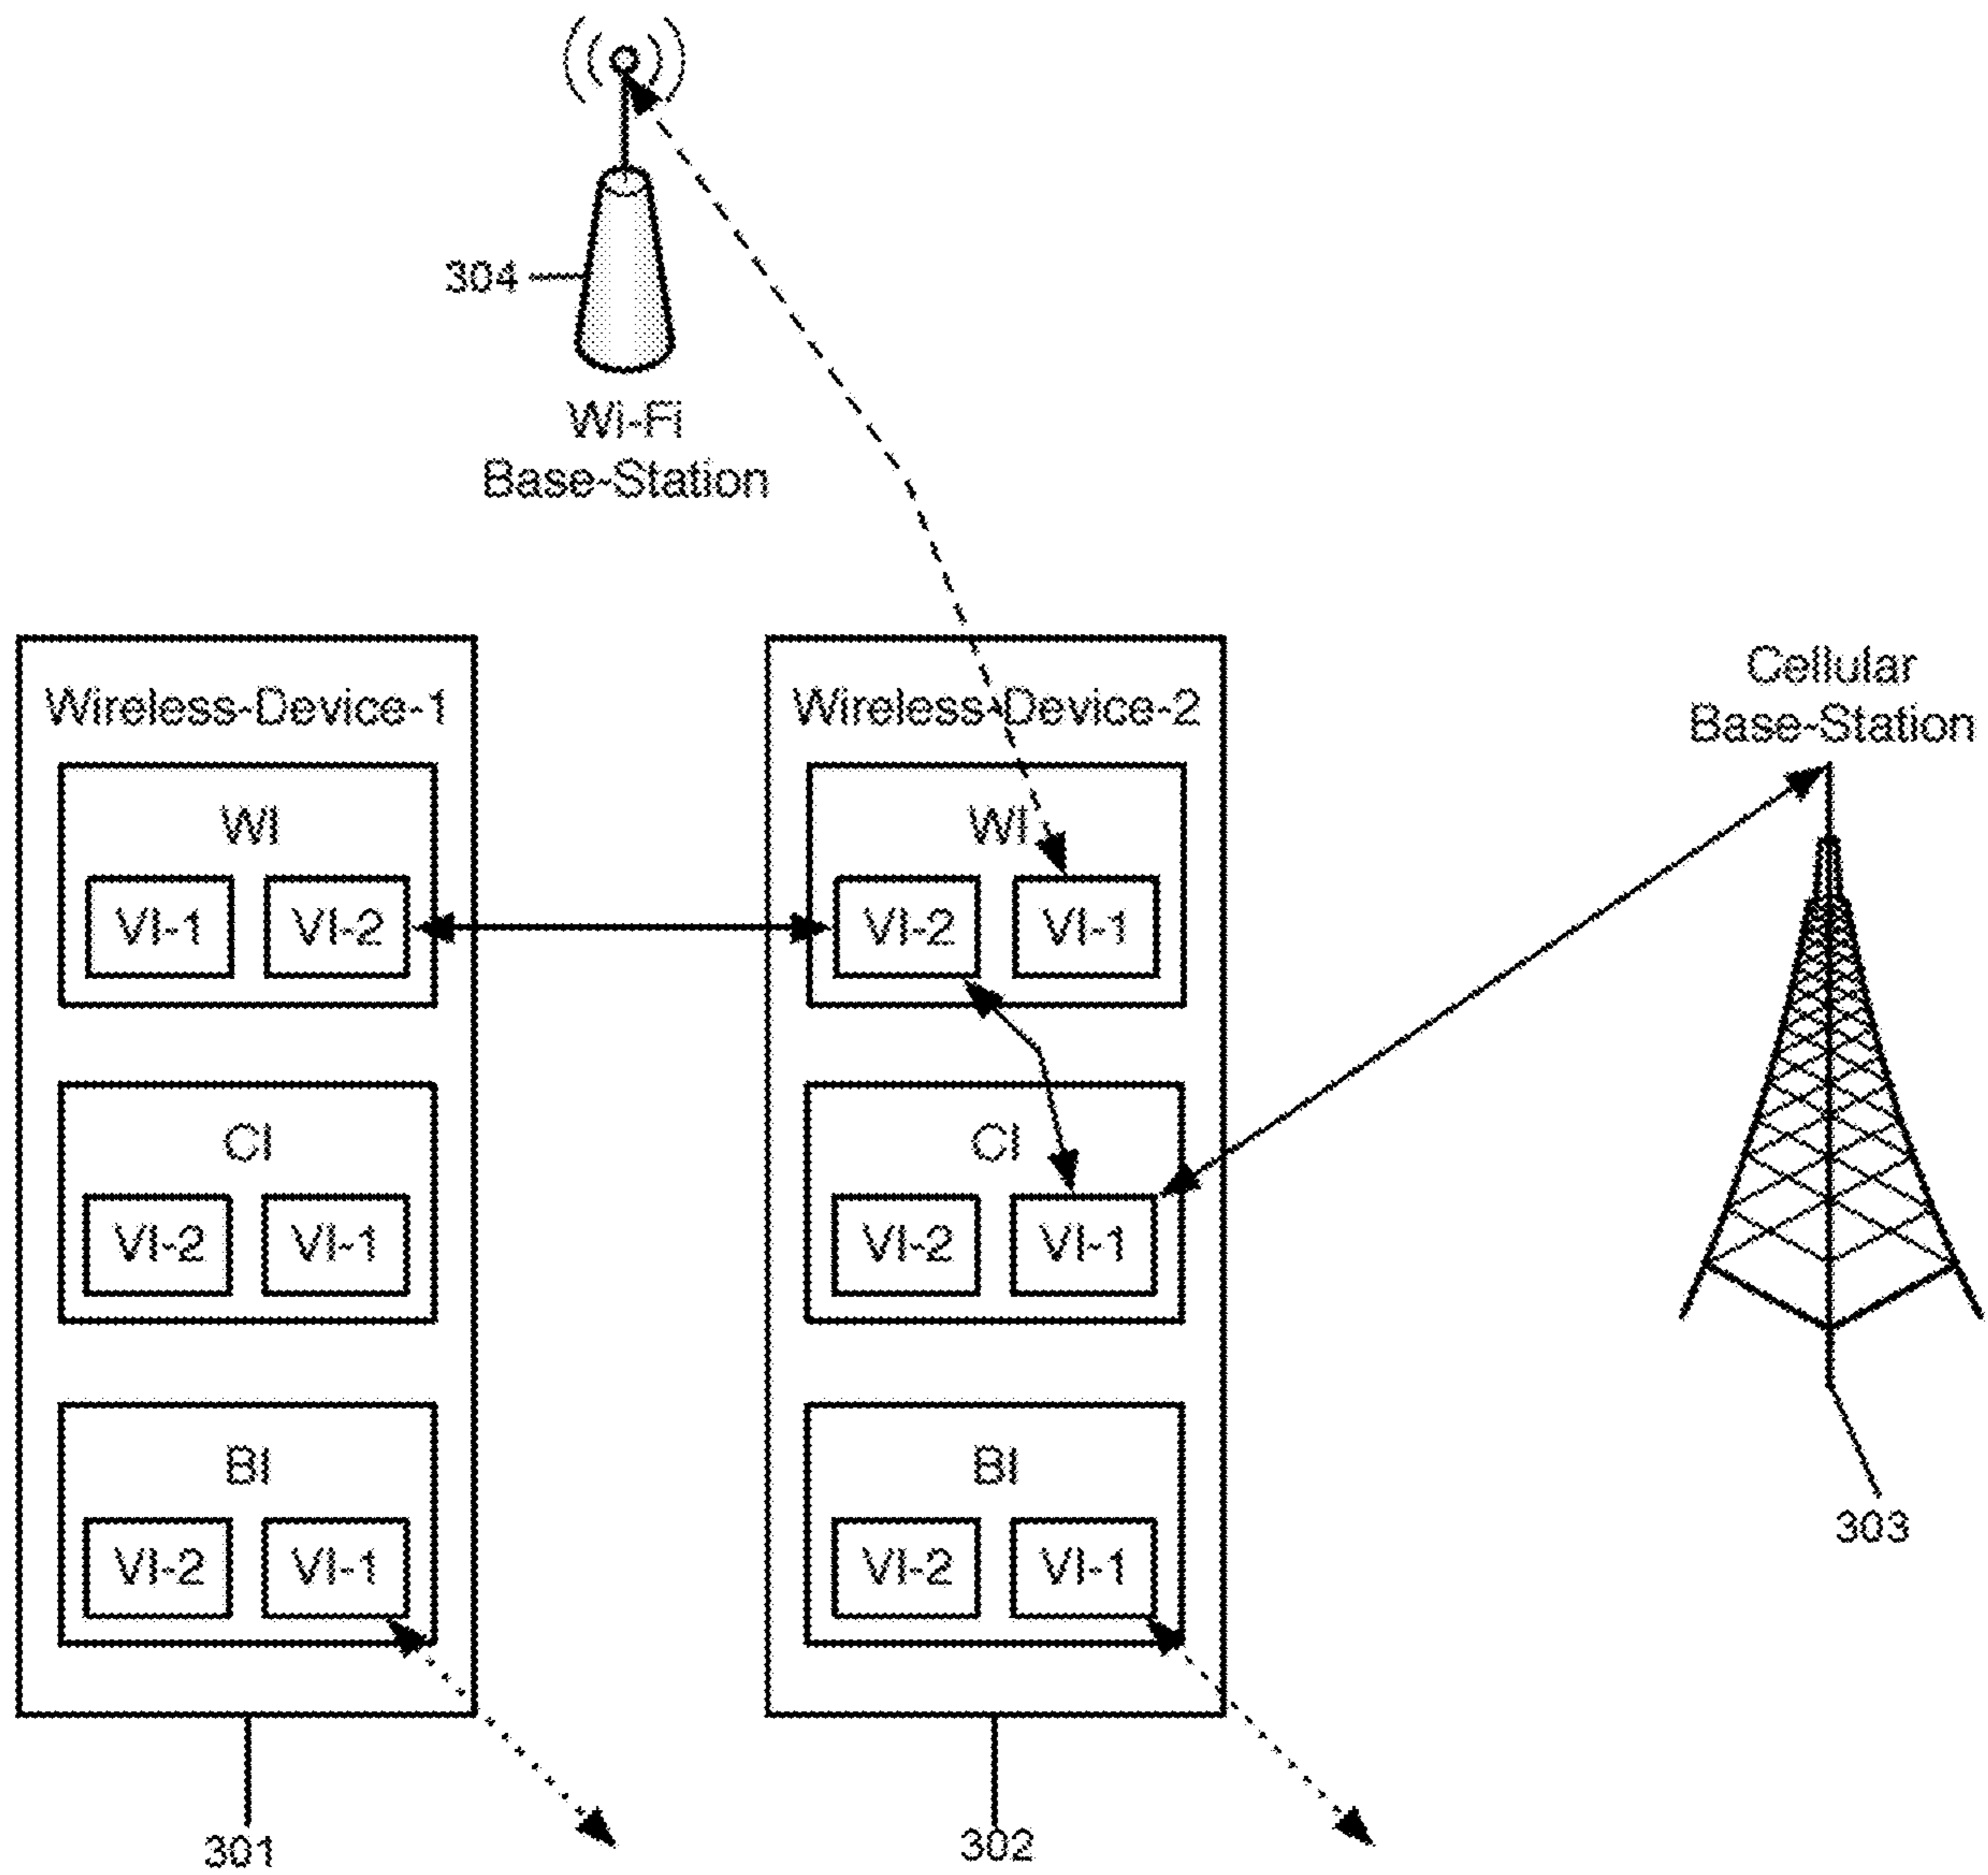 304
Wi-Fi
Base-Station
Wireless-Device-1
WI
VI-1 VI-2
CI
VI-2 VI-1
BI
VI-2 VI-1
301
Wireless-Device-2
WI
VI-2 VI-1
CI
VI-2 VI-1
BI
VI-2 VI-1
302
Cellular
Base-Station
303